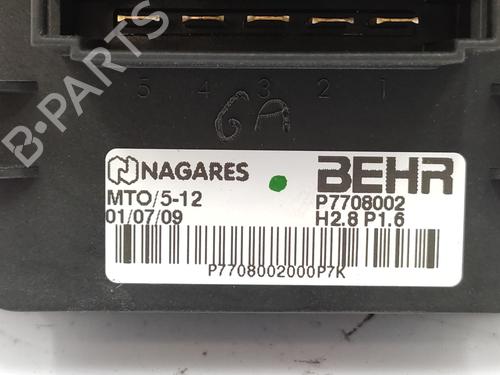 B-PARTS
5 4 3 2 1
6A
NAGARES BEHR
MTO/5-12 P7708002
01/07/09 H2.8 P1.6
P7708002000P7K